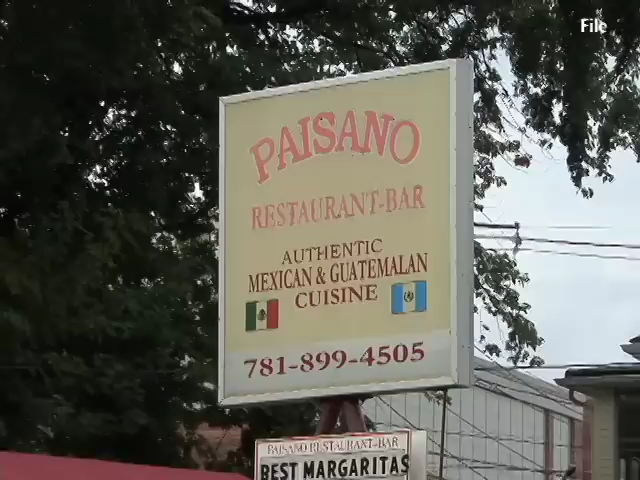 File
PAISANO
RESTAURANT-BAR
AUTHENTIC
MEXICAN & GUATEMALAN
CUISINE
781-899-4505
PAISANO RESTAURANT-BAR
BEST MARGARITAS